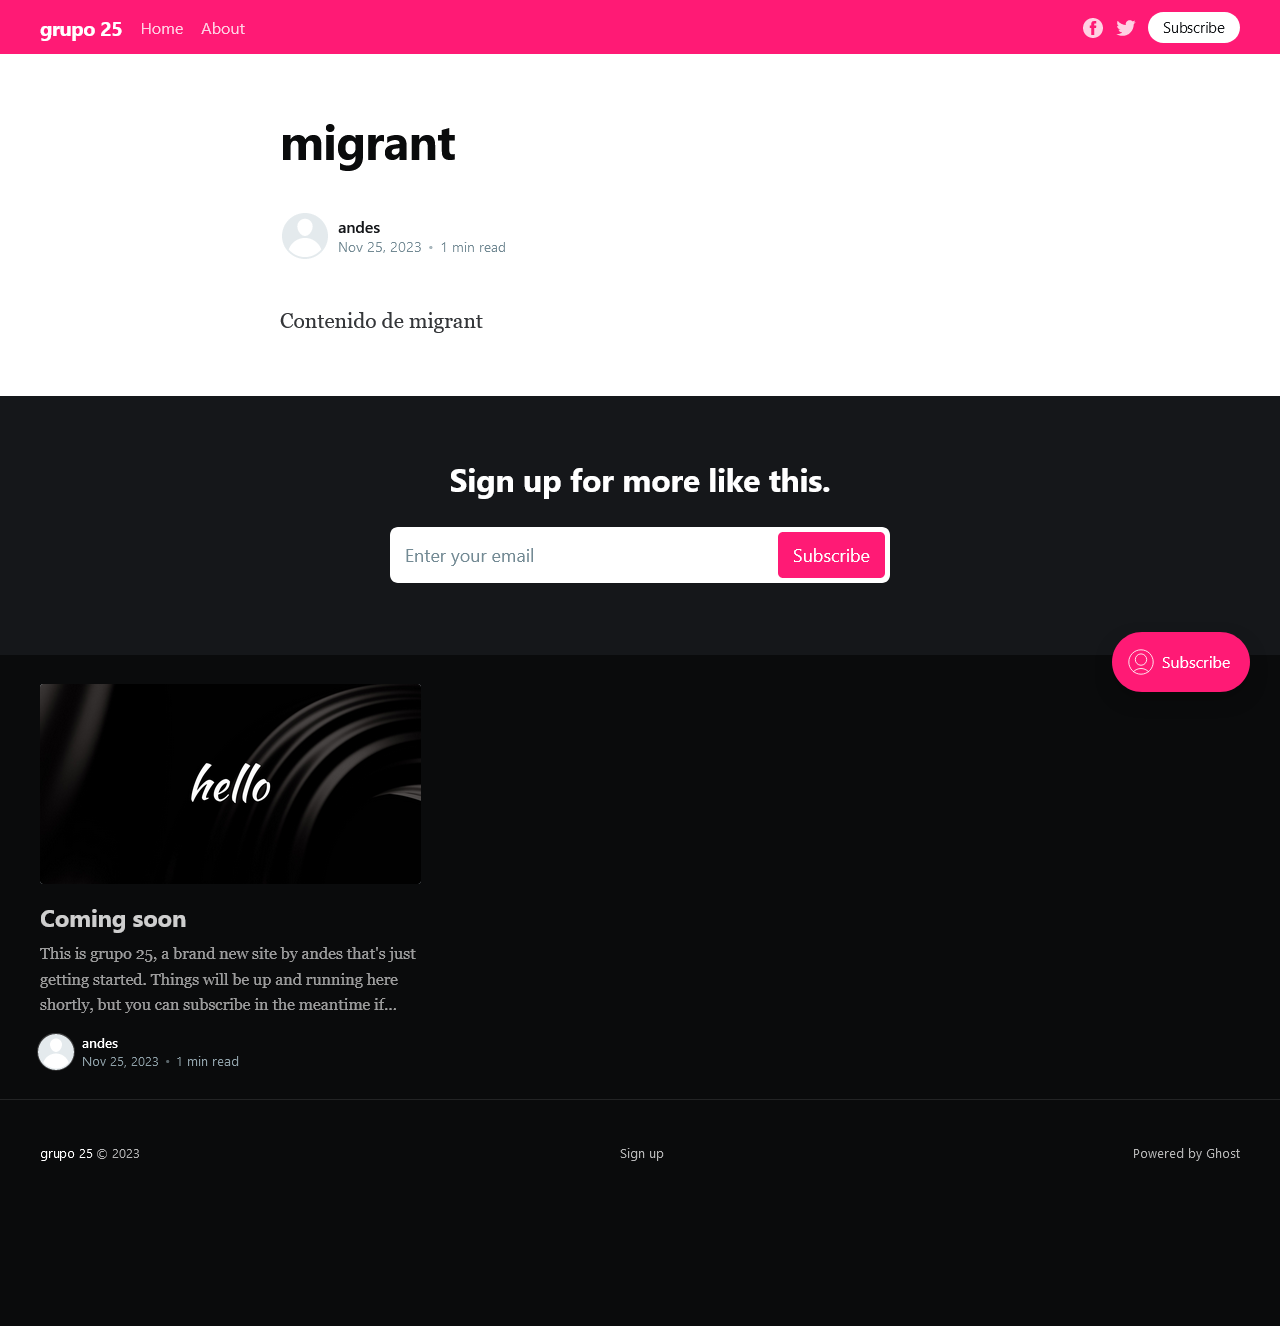 grupo 25 Home About Subscribe
migrant
andes
Nov 25, 2023 • 1 min read
Contenido de migrant
Sign up for more like this.
Enter your email Subscribe
Subscribe
hello
Coming soon
This is grupo 25, a brand new site by andes that's just
getting started. Things will be up and running here
shortly, but you can subscribe in the meantime if...
andes
Nov 25, 2023 • 1 min read
grupo 25 © 2023 Sign up Powered by Ghost